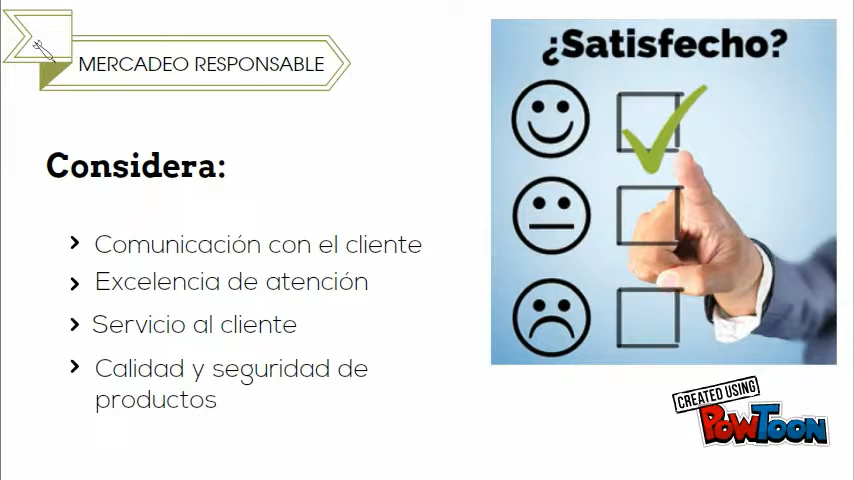 MERCADEO RESPONSABLE
Considera:
Comunicación con el cliente
Excelencia de atención
Servicio al cliente
Calidad y seguridad de
productos
¿Satisfecho?
CREATED USING
POWTOON